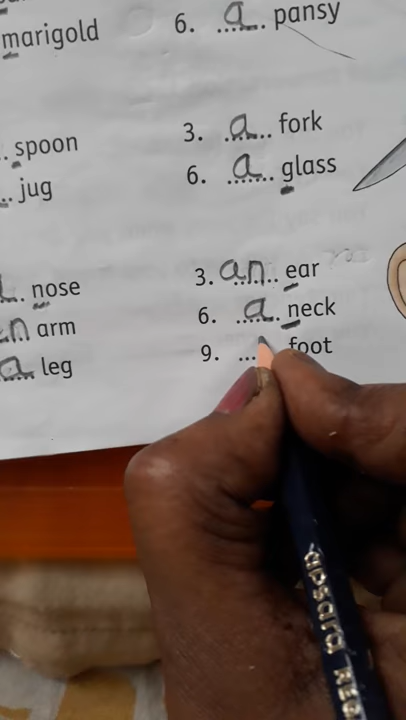 marigold
6. a pansy
3. a fork
spoon
6. a glass
jug
3. an ear
nose
6. a neck
n arm
9. ... foot
a leg
apsara